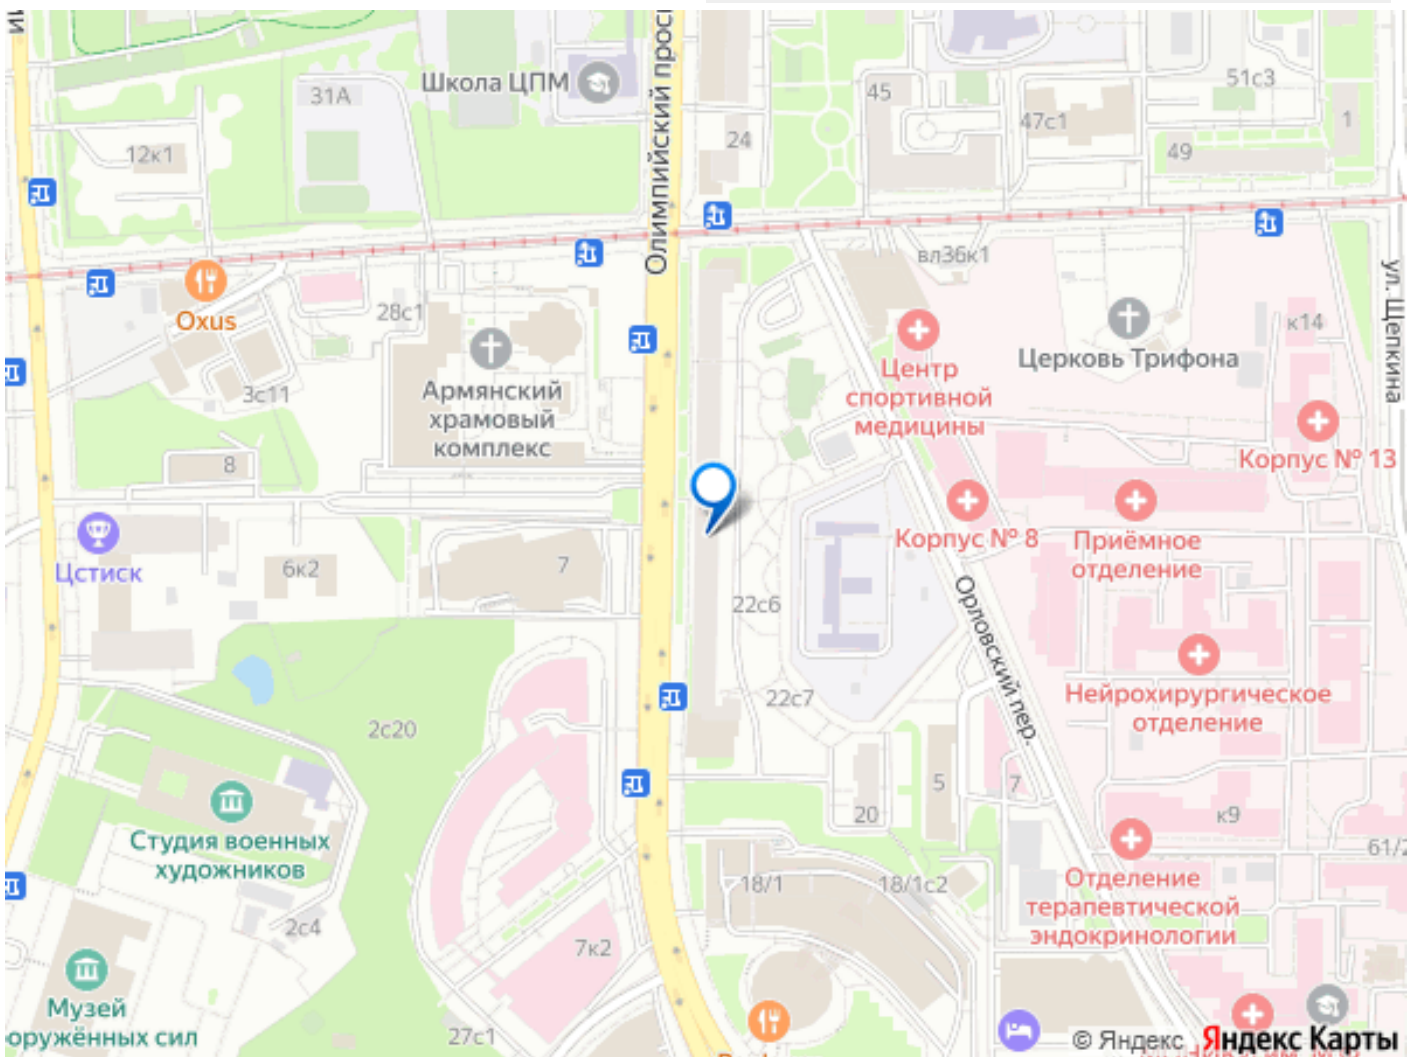 Школа ЦПМ
31А
12к1
Олимпийский
24
45
51с3
47с1
1
49
вл36к1
Oxus
28с1
3с11
Армянский
храмовый
комплекс
Центр
спортивной
медицины
Церковь Трифона
к14
ул. Щепкина
Корпус № 13
8
Цстиск
6к2
7
22с6
Корпус № 8
Приёмное
отделение
Орловский пер.
22с7
Нейрохирургическое
отделение
2с20
5
7
20
к9
Студия военных
художников
61/2
18/1
18/1с2
Отделение
терапевтической
эндокринологии
2с4
7к2
Музей
27с1
© Яндекс Яндекс Карты